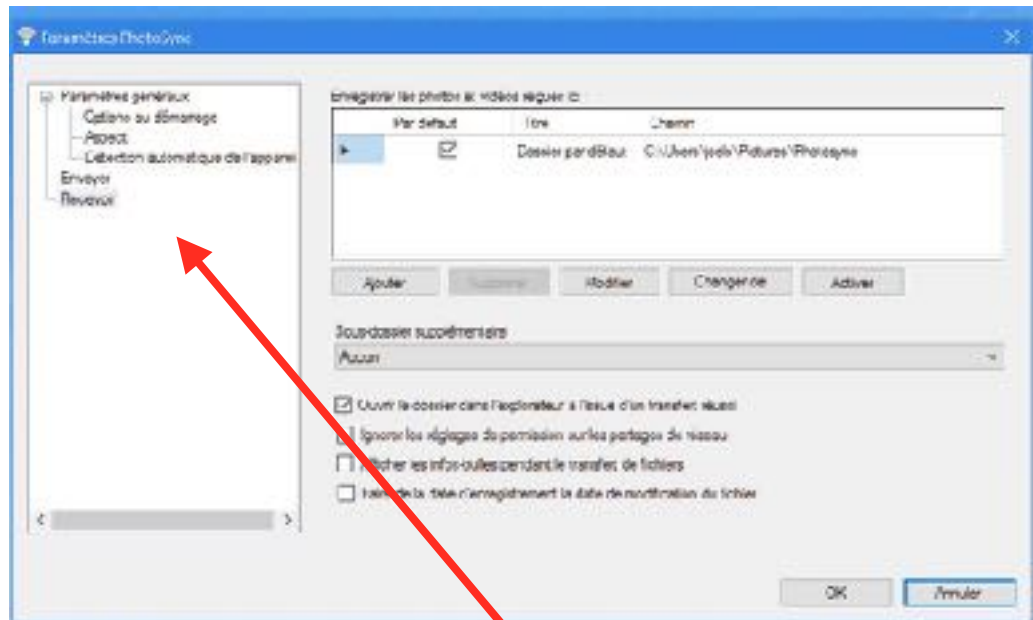 Paramètres PhotoSync
Paramètres généraux
Options au démarrage
Aspect
Détection automatique de l'apparei
Envoyer
Recevoir
Enregistrer les photos et vidéos reçues ici
Par défaut Titre Chemin
Dossier par défaut C:\Users\ \Pictures\Photosync
Ajouter Modifier Changer de Activer
Sous-dossier supplémentaire
Aucun
Ouvrir le dossier dans l'explorateur à l'issue d'un transfert réussi
Ignorer les réglages de permission sur les partages de réseau
Afficher les infos-bulles pendant le transfert de fichiers
Faire de la date d'enregistrement la date de modification du fichier
OK Annuler